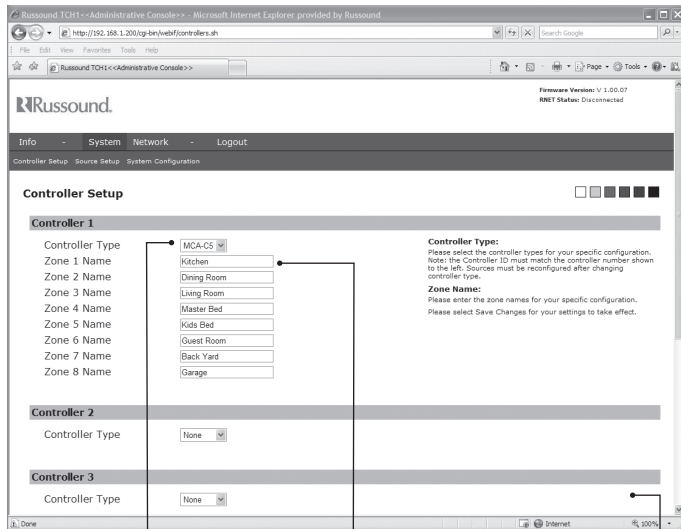 Russound TCH1<<Administrative Console>> - Microsoft Internet Explorer provided by Russound
http://192.168.1.200/cgi-bin/webif/controllers.sh
Search Google
File Edit View Favorites Tools Help
Russound TCH1<<Administrative Console>>
Page Tools
Russound
Firmware Version: V 1.00.07
RNET Status: Disconnected
Info - System Network - Logout
Controller Setup Source Setup System Configuration
Controller Setup
Controller 1
Controller Type MCA-C5
Zone 1 Name Kitchen
Zone 2 Name Dining Room
Zone 3 Name Living Room
Zone 4 Name Master Bed
Zone 5 Name Kids Bed
Zone 6 Name Guest Room
Zone 7 Name Back Yard
Zone 8 Name Garage
Controller Type:
Please select the controller types for your specific configuration.
Note: the Controller ID must match the controller number shown
to the left. Sources must be reconfigured after changing
controller type.
Zone Name:
Please enter the zone names for your specific configuration.
Please select Save Changes for your settings to take effect.
Controller 2
Controller Type None
Controller 3
Controller Type None
Done
Internet
100%